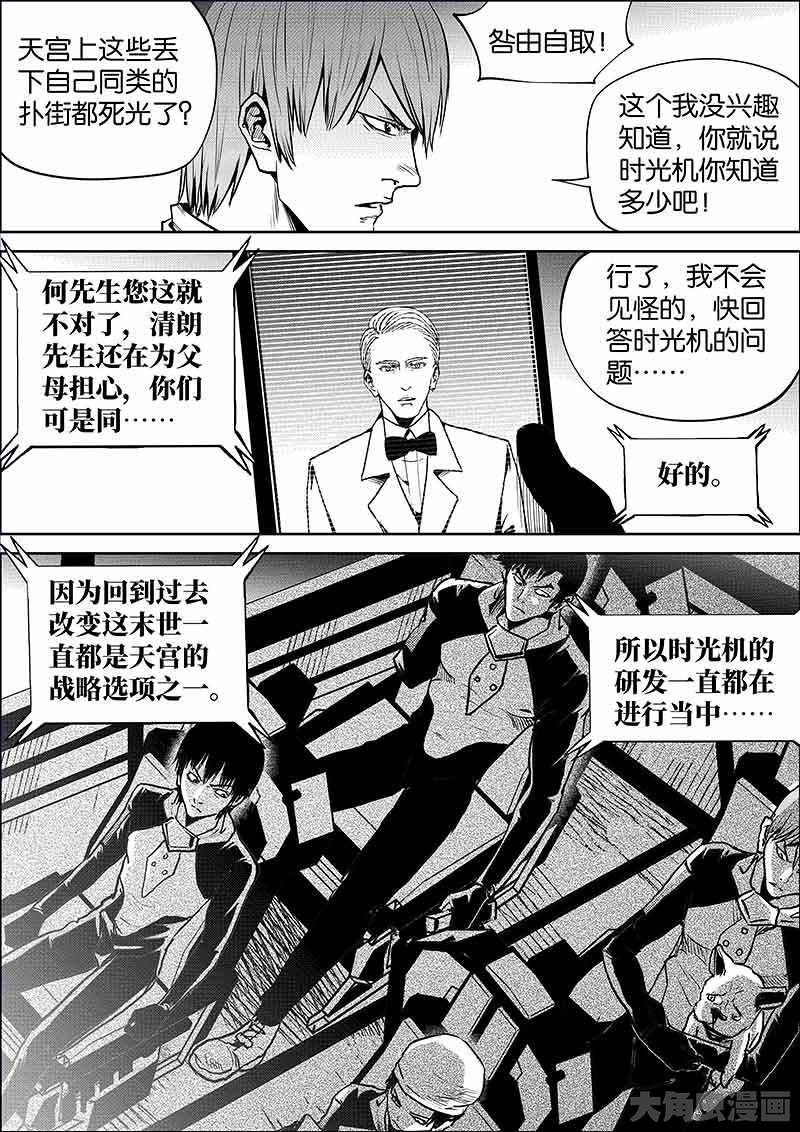 天宫上这些丢
下自己同类的
扑街都死光了？
咎由自取！
这个我没兴趣
知道，你就说
时光机你知道
多少吧！
何先生您这就
不对了，清朗
先生还在为父
母担心，你们
可是同……
行了，我不会
见怪的，快回
答时光机的问
题……
好的。
因为回到过去
改变这末世一
直都是天宫的
战略选项之一。
所以时光机的
研发一直都在
进行当中……
大角虫漫画